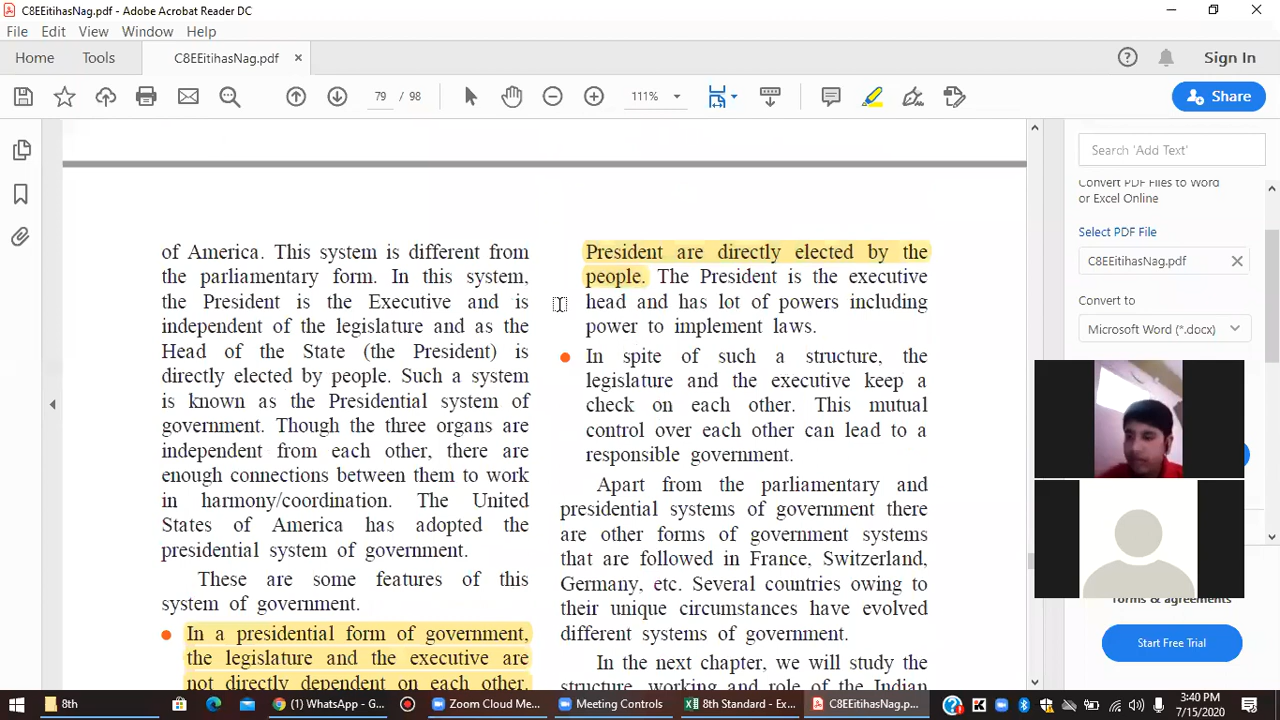 C8EEitihasNag.pdf - Adobe Acrobat Reader DC
File Edit View Window Help
Home Tools C8EEitihasNag.pdf × Sign In
79 / 98 111% Share
of America. This system is different from
the parliamentary form. In this system,
the President is the Executive and is
independent of the legislature and as the
Head of the State (the President) is
directly elected by people. Such a system
is known as the Presidential system of
government. Though the three organs are
independent from each other, there are
enough connections between them to work
in harmony/coordination. The United
States of America has adopted the
presidential system of government.
These are some features of this
system of government.
In a presidential form of government,
the legislature and the executive are
not directly dependent on each other.
President are directly elected by the
people. The President is the executive
head and has lot of powers including
power to implement laws.
In spite of such a structure, the
legislature and the executive keep a
check on each other. This mutual
control over each other can lead to a
responsible government.
Apart from the parliamentary and
presidential systems of government there
are other forms of government systems
that are followed in France, Switzerland,
Germany, etc. Several countries owing to
their unique circumstances have evolved
different systems of government.
In the next chapter, we will study the
structure, working and role of the Indian
Search 'Add Text'
Convert PDF Files to Word
or Excel Online
Select PDF File
C8EEitihasNag.pdf
Convert to
Microsoft Word (*.docx)
Terms & agreements
Start Free Trial
8th
(1) WhatsApp - G...
Zoom Cloud Me...
Meeting Controls
8th Standard - Ex...
C8EEitihasNag.p...
3:40 PM
7/15/2020